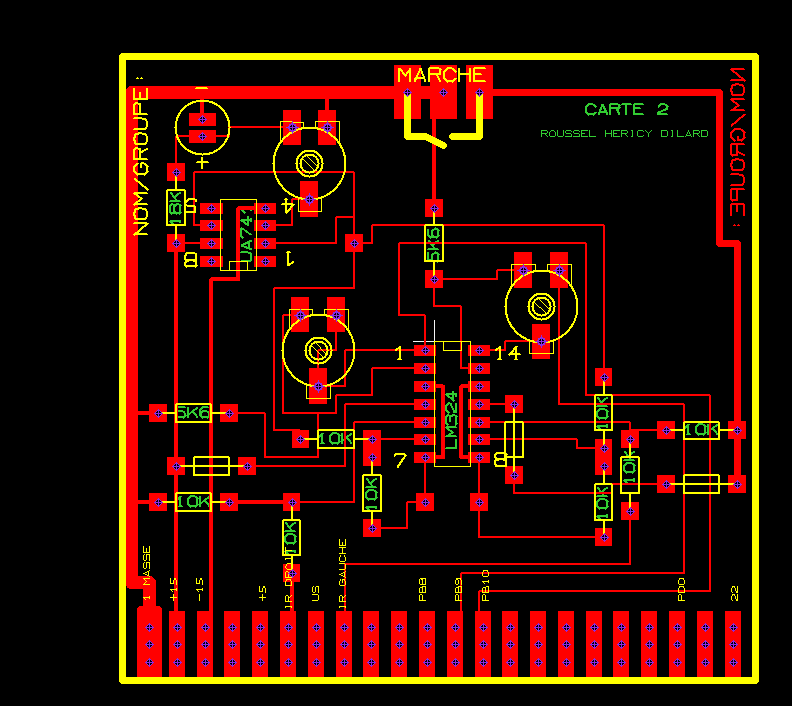 MARCHE
NOM/GROUPE :
NOM/GROUPE :
CARTE 2
ROUSSEL HERICY DILARD
-
+
18K
5
4
UA741
8
1
5K6
1
14
LM324
7
8
5K6
10K
10K
10K
10K
10K
10K
10K
10K
1 MASSE
+15
-15
+5
IR DROIT
US
IR GAUCHE
PB8
PB9
PB10
PD0
22